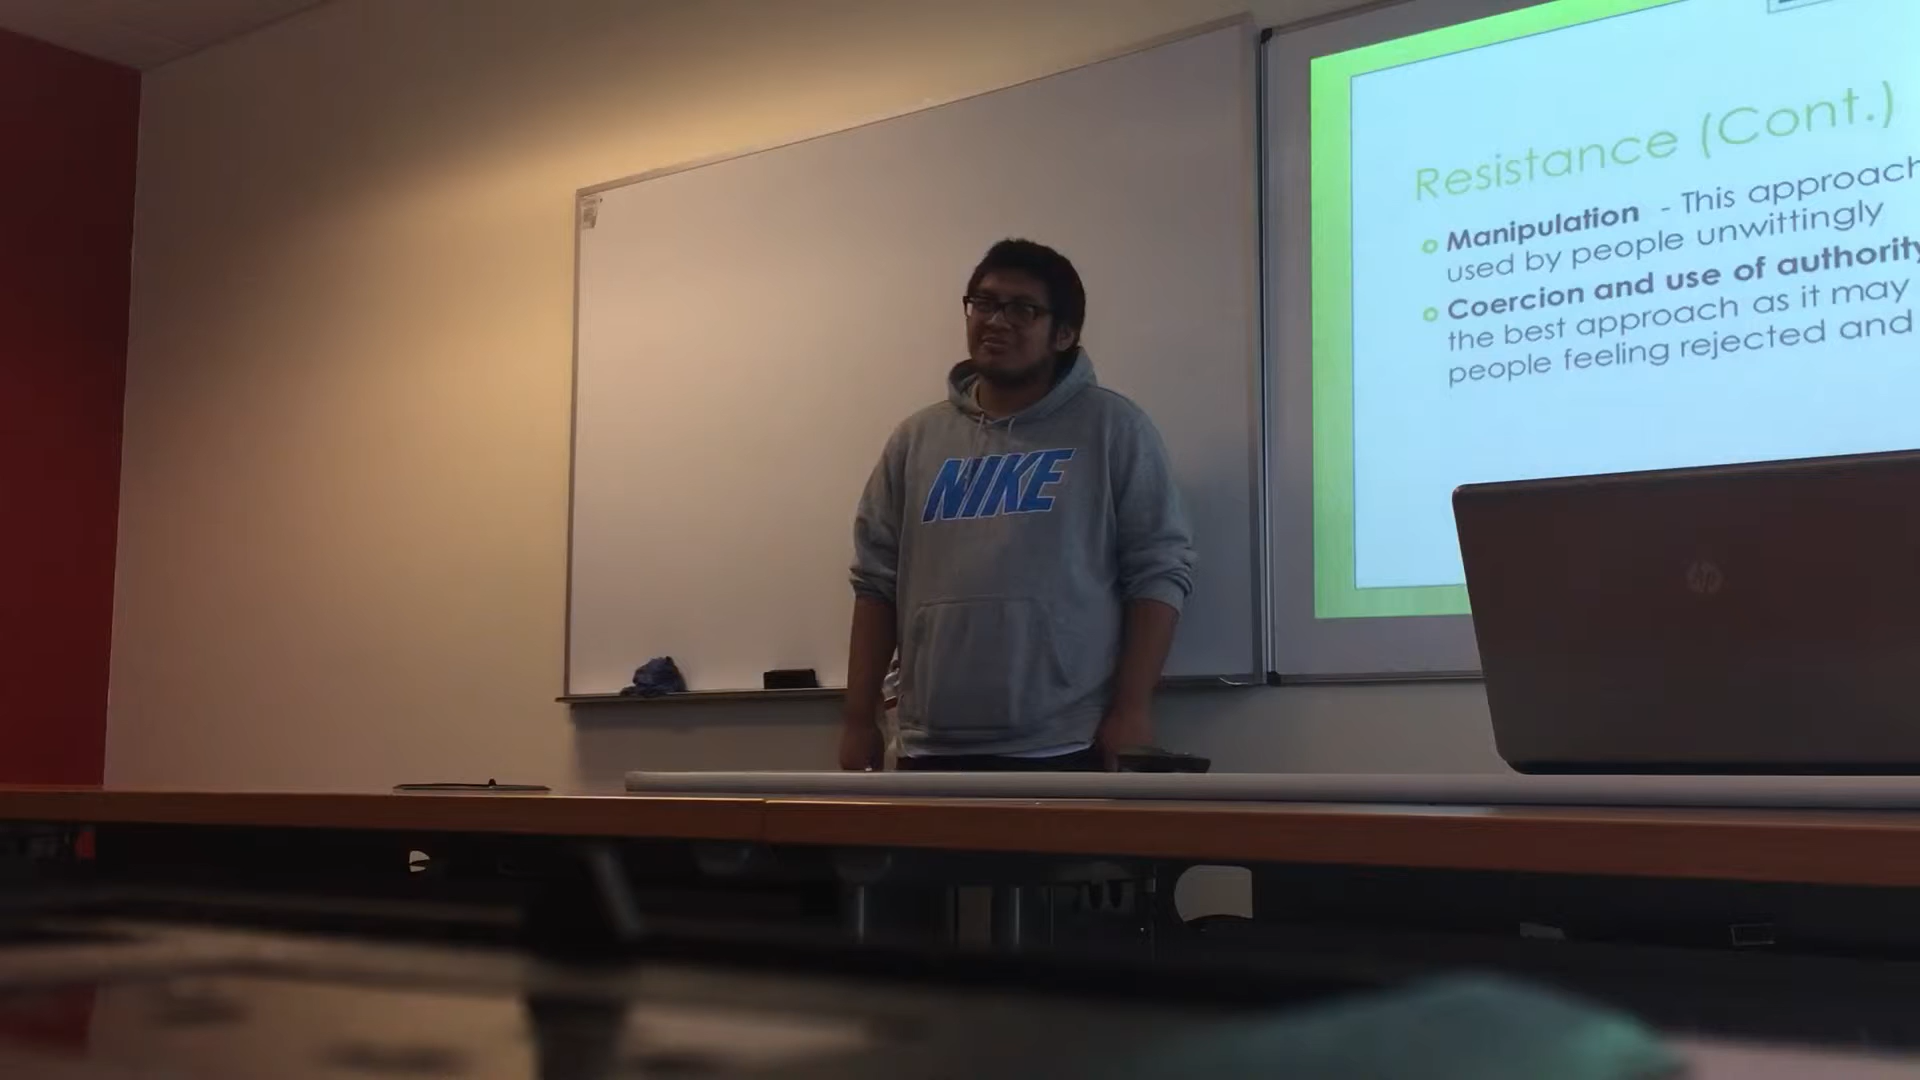 Resistance (Cont.)
Manipulation - This approach
used by people unwittingly
Coercion and use of authority
the best approach as it may
people feeling rejected and
NIKE
hp